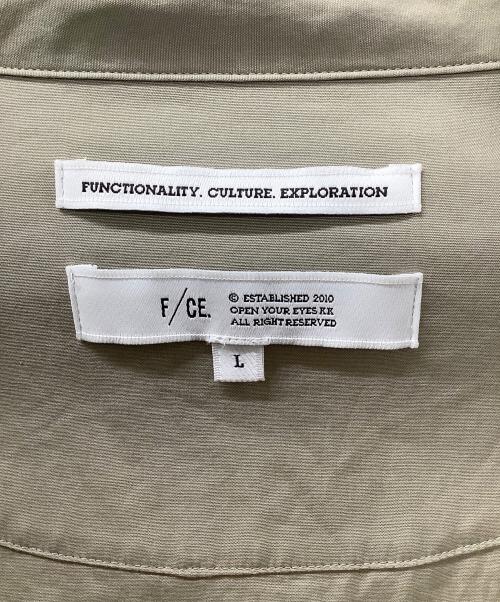 FUNCTIONALITY. CULTURE. EXPLORATION
F/CE.
© ESTABLISHED 2010
OPEN YOUR EYES KK
ALL RIGHT RESERVED
L